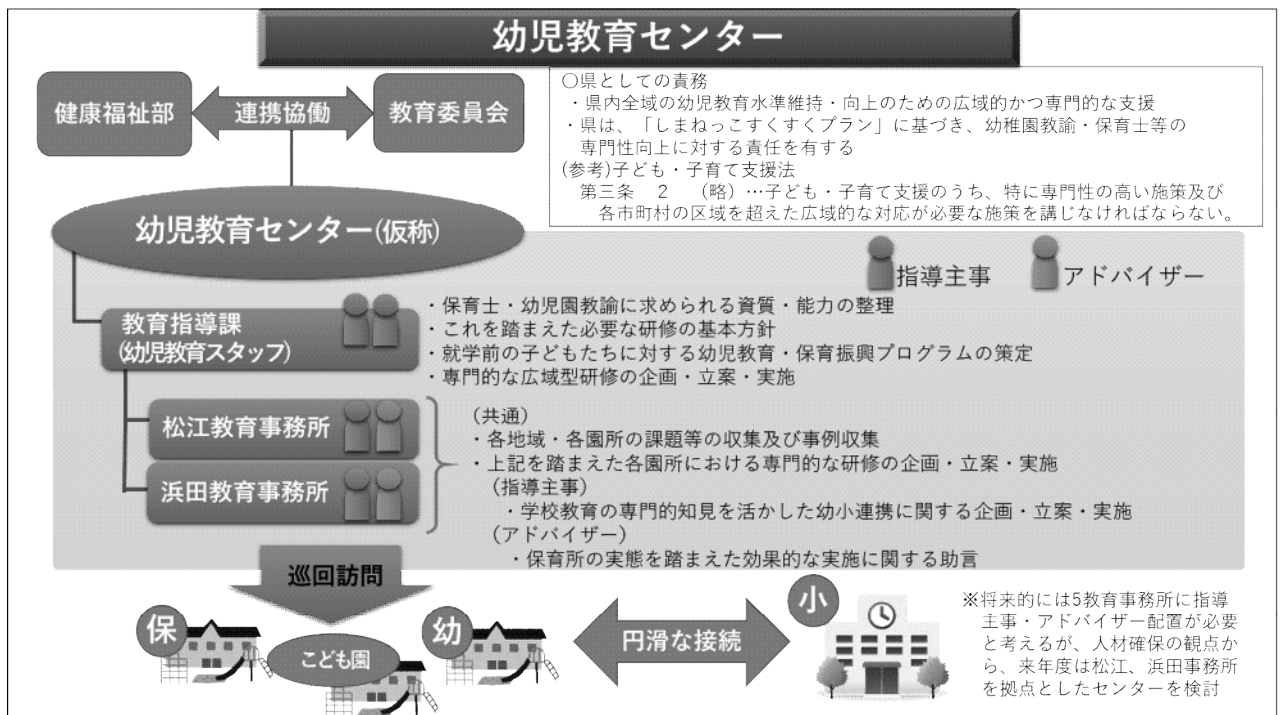 幼児教育センター
健康福祉部
連携協働
教育委員会
○県としての責務
・県内全域の幼児教育水準維持・向上のための広域的かつ専門的な支援
・県は、「しまねっこすくすくプラン」に基づき、幼稚園教諭・保育士等の
専門性向上に対する責任を有する
(参考)子ども・子育て支援法
第三条 2 (略)…子ども・子育て支援のうち、特に専門性の高い施策及び
各市町村の区域を超えた広域的な対応が必要な施策を講じなければならない。
幼児教育センター(仮称)
指導主事
アドバイザー
教育指導課
(幼児教育スタッフ)
・保育士・幼児園教諭に求められる資質・能力の整理
・これを踏まえた必要な研修の基本方針
・就学前の子どもたちに対する幼児教育・保育振興プログラムの策定
・専門的な広域型研修の企画・立案・実施
松江教育事務所
浜田教育事務所
(共通)
・各地域・各園所の課題等の収集及び事例収集
・上記を踏まえた各園所における専門的な研修の企画・立案・実施
(指導主事)
・学校教育の専門的知見を活かした幼小連携に関する企画・立案・実施
(アドバイザー)
・保育所の実態を踏まえた効果的な実施に関する助言
巡回訪問
保
こども園
幼
円滑な接続
小
※将来的には5教育事務所に指導
主事・アドバイザー配置が必要
と考えるが、人材確保の観点か
ら、来年度は松江、浜田事務所
を拠点としたセンターを検討